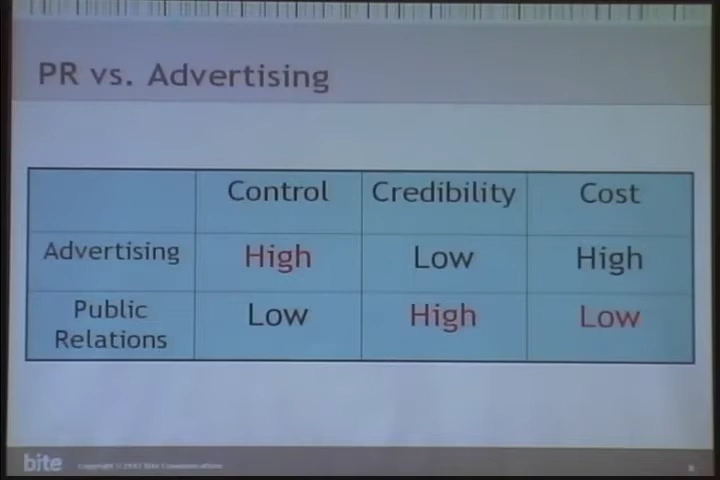 PR vs. Advertising
Control Credibility Cost
Advertising High Low High
Public
Relations
Low High Low
bite